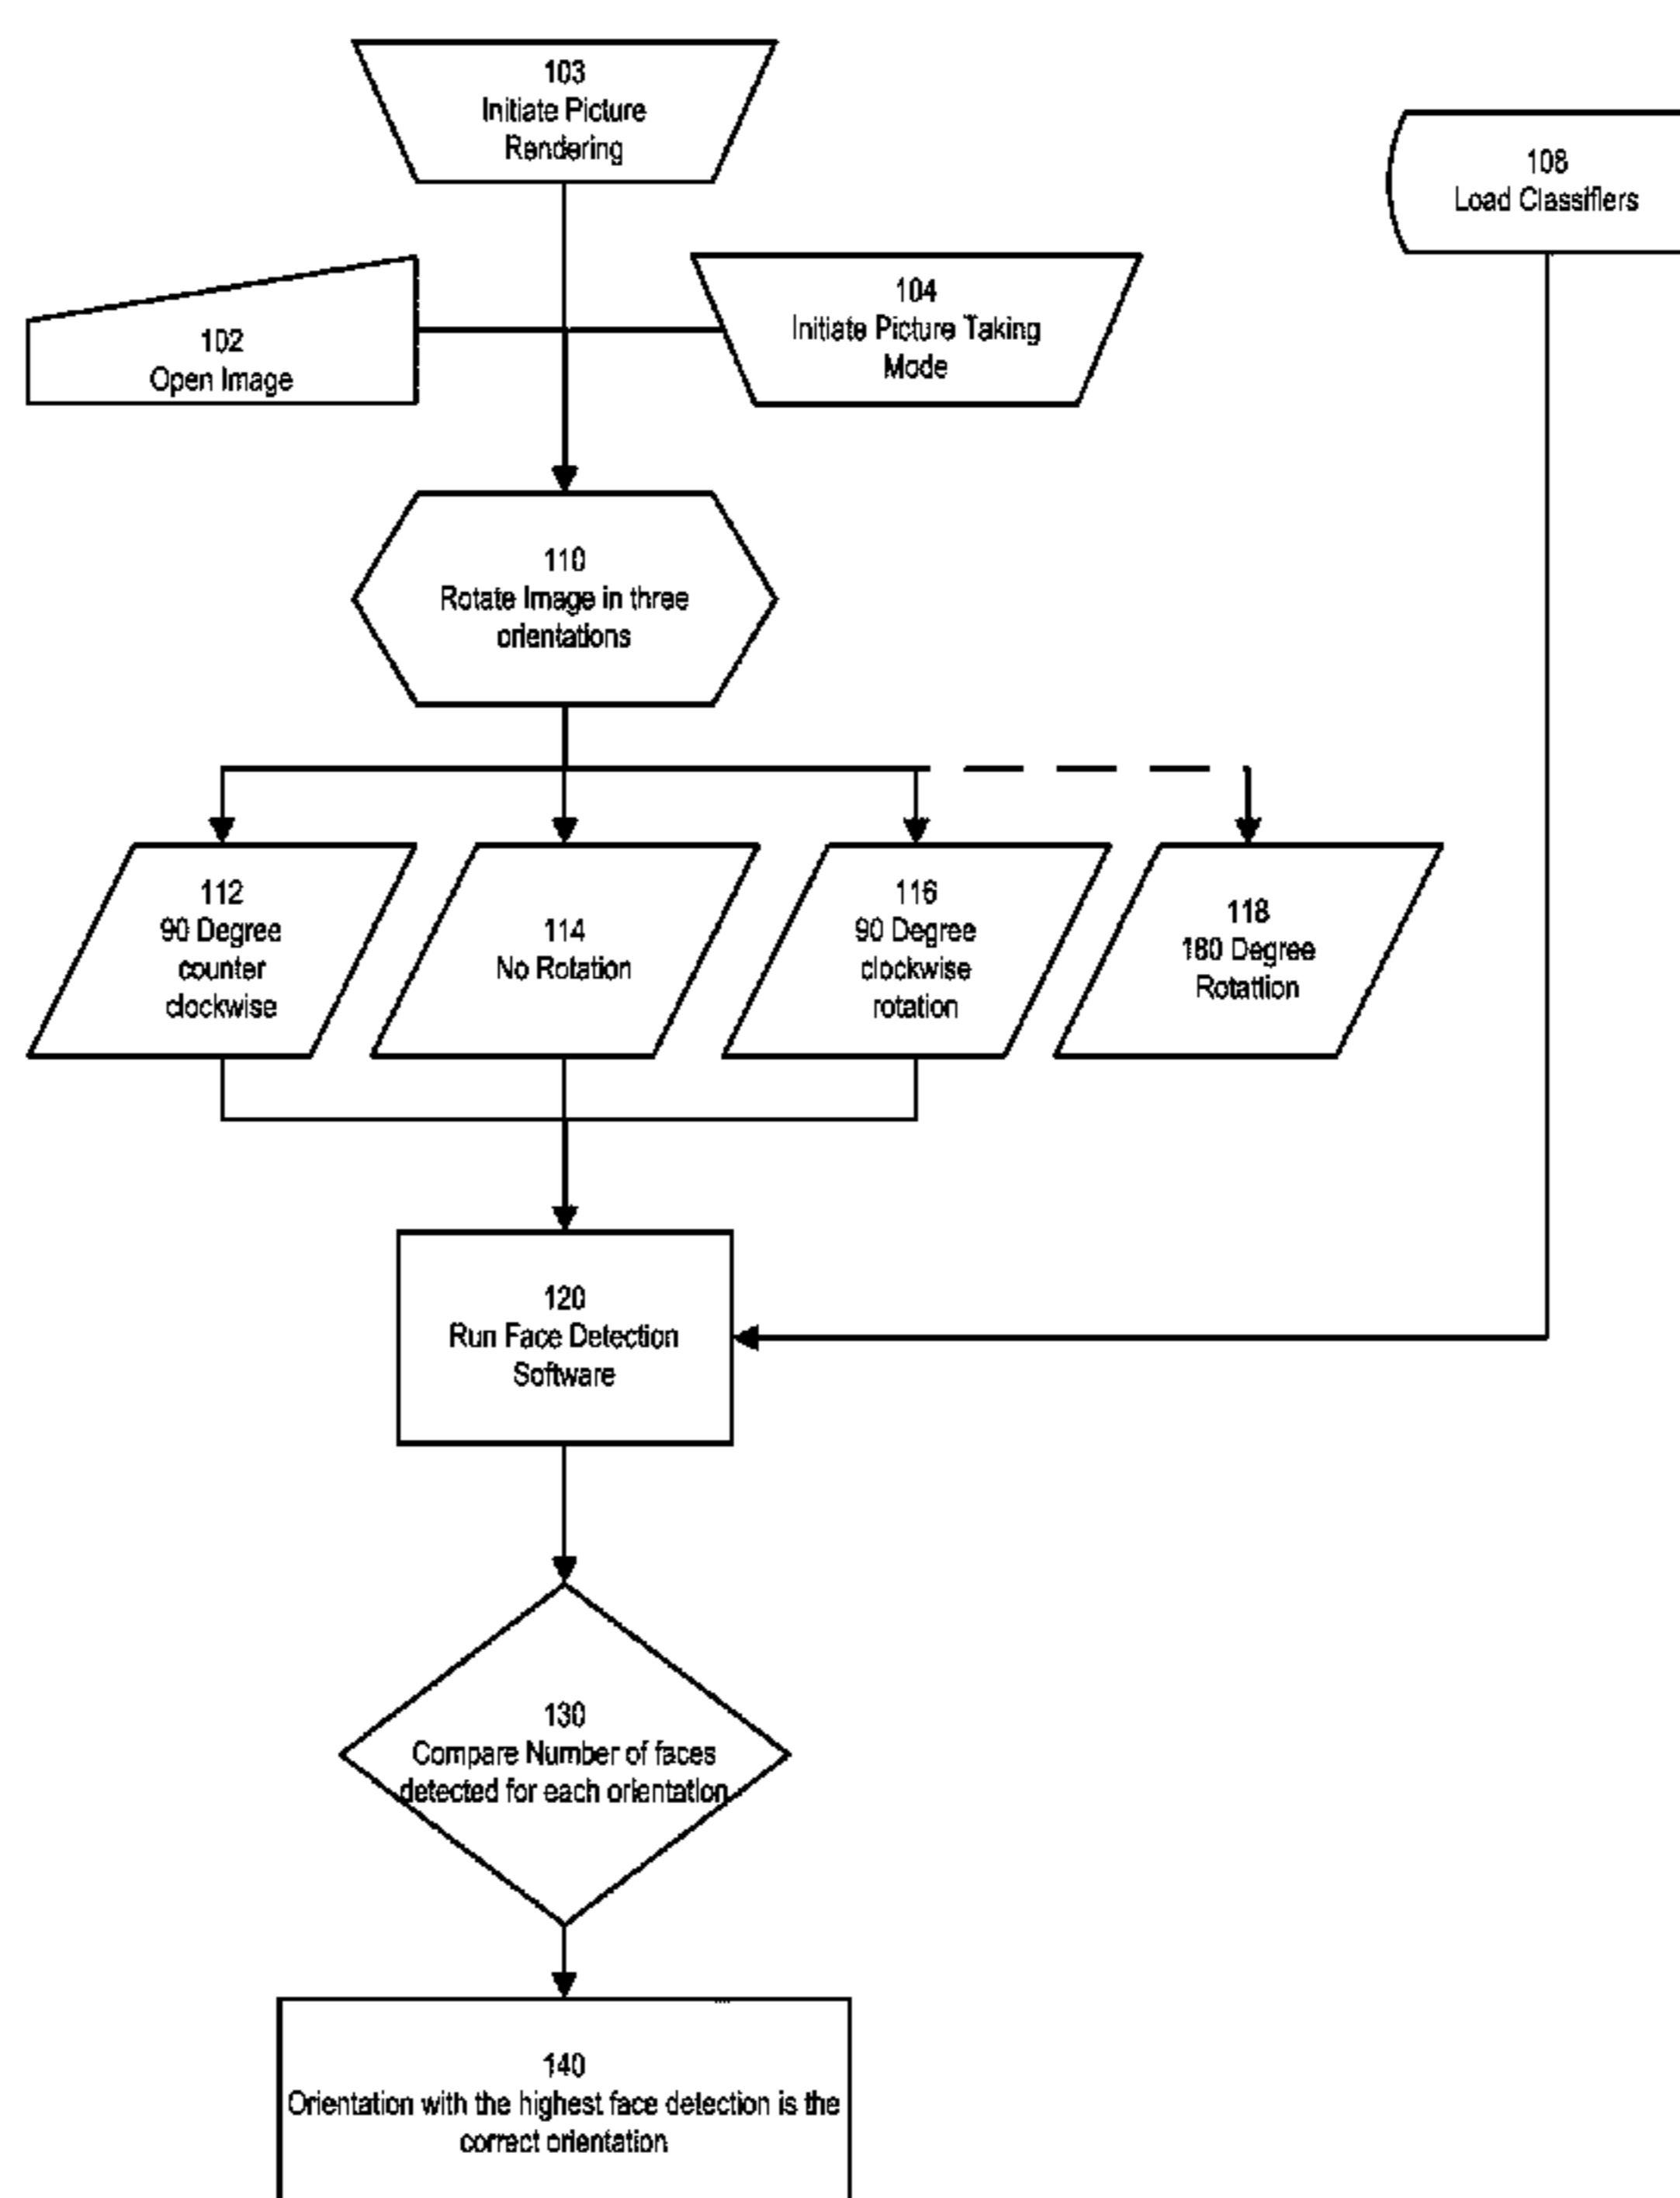 103
Initiate Picture
Rendering
108
Load Classifiers
102
Open Image
104
Initiate Picture Taking
Mode
110
Rotate Image in three
orientations
112
90 Degree
counter
clockwise
114
No Rotation
116
90 Degree
clockwise
rotation
118
180 Degree
Rotattion
120
Run Face Detection
Software
130
Compare Number of faces
detected for each orientation
140
Orientation with the highest face detection is the
correct orientation